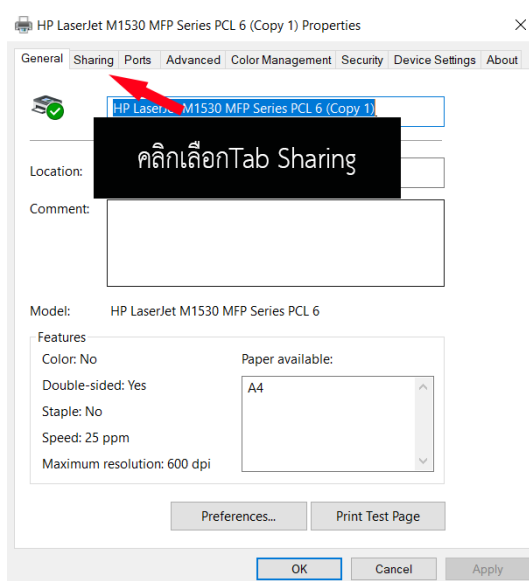 HP LaserJet M1530 MFP Series PCL 6 (Copy 1) Properties
General Sharing Ports Advanced Color Management Security Device Settings About
HP LaserJet M1530 MFP Series PCL 6 (Copy 1)
คลิกเลือกTab Sharing
Location:
Comment:
Model: HP LaserJet M1530 MFP Series PCL 6
Features
Color: No Paper available:
Double-sided: Yes A4
Staple: No
Speed: 25 ppm
Maximum resolution: 600 dpi
Preferences... Print Test Page
OK Cancel Apply